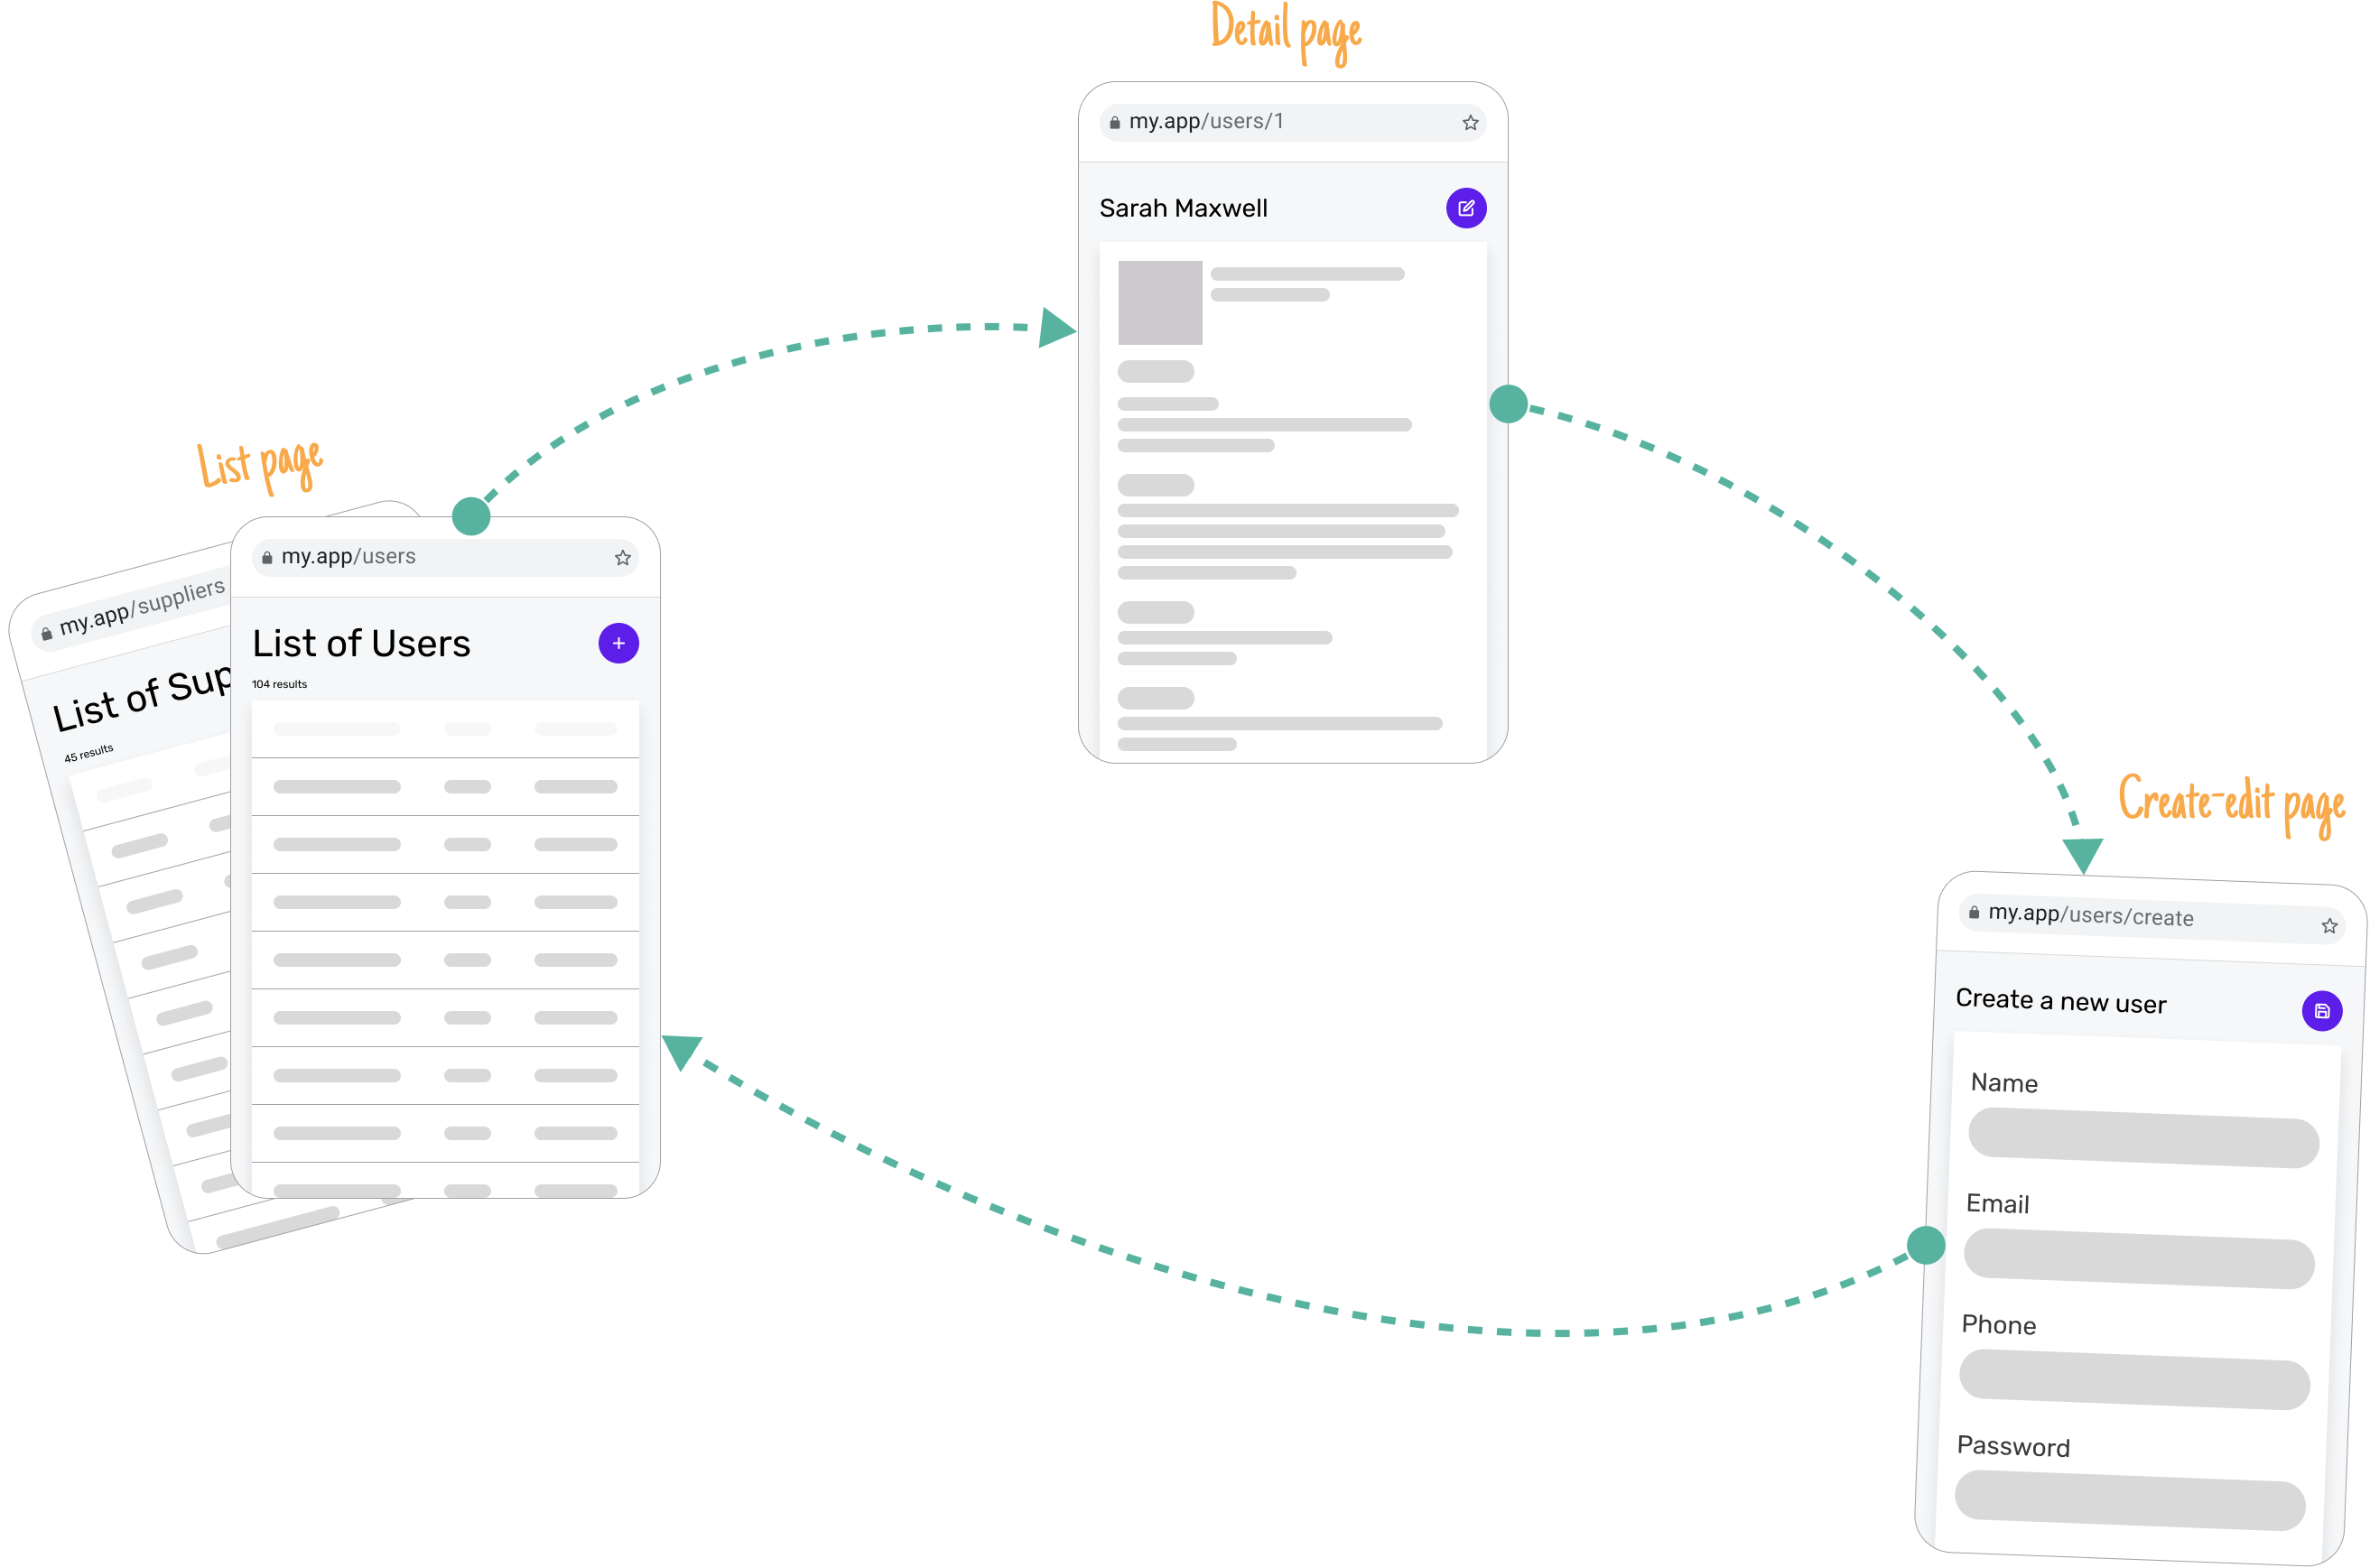 Detail page
my.app/users/1
Sarah Maxwell
List page
my.app/suppliers
List of Sup
45 results
my.app/users
List of Users
104 results
Create-edit page
my.app/users/create
Create a new user
Name
Email
Phone
Password